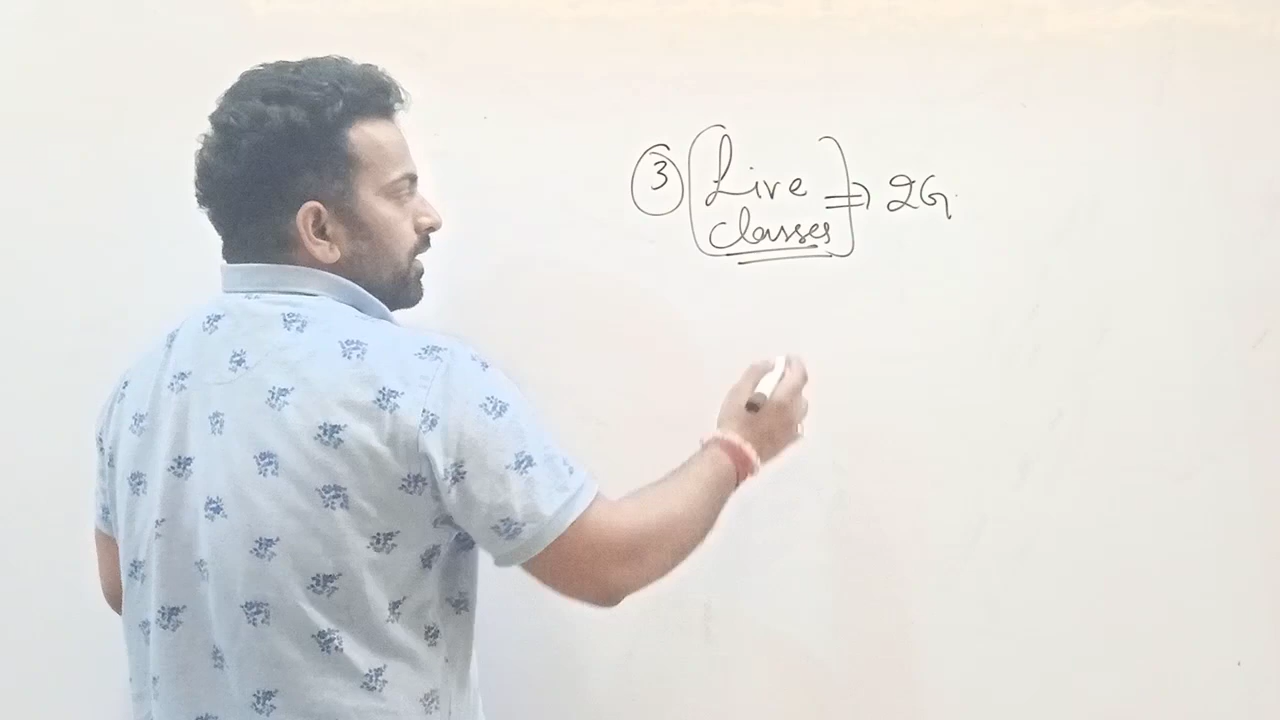 ③ Live ⇒ 2G
classes